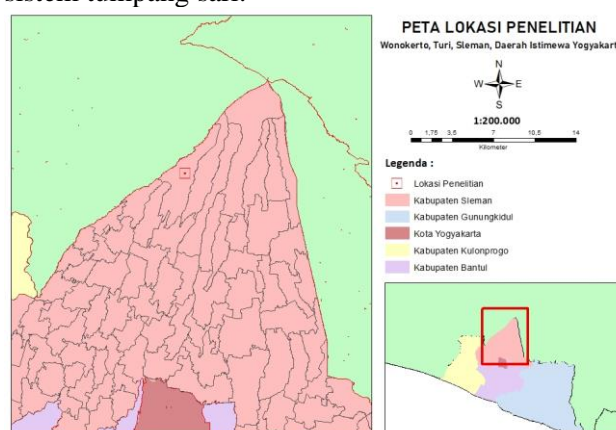 sistem tumpang sari.
PETA LOKASI PENELITIAN
Wonokerto, Turi, Sleman, Daerah Istimewa Yogyakart
N
W E
S
1:200.000
0 1,75 3,5 7 10,5 14
Kilometer
Legenda :
Lokasi Penelitian
Kabupaten Sleman
Kabupaten Gunungkidul
Kota Yogyakarta
Kabupaten Kulonprogo
Kabupaten Bantul